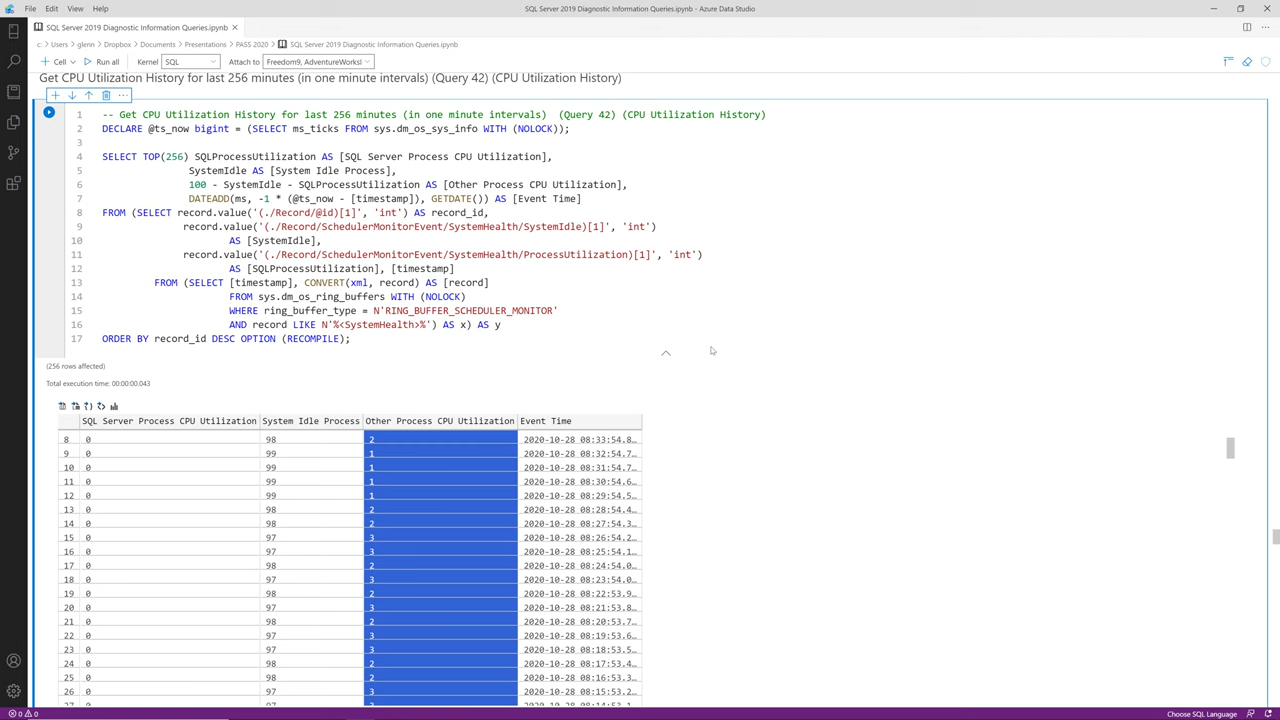 File Edit View Help
SQL Server 2019 Diagnostic Information Queries.ipynb - Azure Data Studio
SQL Server 2019 Diagnostic Information Queries.ipynb
c: > Users > glenn > Dropbox > Documents > Presentations > PASS 2020 > SQL Server 2019 Diagnostic Information Queries.ipynb
+ Cell Run all Kernel SQL Attach to Freedom9, AdventureWorksI
Get CPU Utilization History for last 256 minutes (in one minute intervals) (Query 42) (CPU Utilization History)
1 -- Get CPU Utilization History for last 256 minutes (in one minute intervals)  (Query 42) (CPU Utilization History)
2 DECLARE @ts_now bigint = (SELECT ms_ticks FROM sys.dm_os_sys_info WITH (NOLOCK));
3
4 SELECT TOP(256) SQLProcessUtilization AS [SQL Server Process CPU Utilization],
5 SystemIdle AS [System Idle Process],
6 100 - SystemIdle - SQLProcessUtilization AS [Other Process CPU Utilization],
7 DATEADD(ms, -1 * (@ts_now - [timestamp]), GETDATE()) AS [Event Time]
8 FROM (SELECT record.value('(./Record/@id)[1]', 'int') AS record_id,
9 record.value('(./Record/SchedulerMonitorEvent/SystemHealth/SystemIdle)[1]', 'int')
10 AS [SystemIdle],
11 record.value('(./Record/SchedulerMonitorEvent/SystemHealth/ProcessUtilization)[1]', 'int')
12 AS [SQLProcessUtilization], [timestamp]
13 FROM (SELECT [timestamp], CONVERT(xml, record) AS [record]
14 FROM sys.dm_os_ring_buffers WITH (NOLOCK)
15 WHERE ring_buffer_type = N'RING_BUFFER_SCHEDULER_MONITOR'
16 AND record LIKE N'%<SystemHealth>%') AS x) AS y
17 ORDER BY record_id DESC OPTION (RECOMPILE);
(256 rows affected)
Total execution time: 00:00:00.043
SQL Server Process CPU Utilization System Idle Process Other Process CPU Utilization Event Time
8 0 98 2 2020-10-28 08:33:54.8…
9 0 99 1 2020-10-28 08:32:54.7…
10 0 99 1 2020-10-28 08:31:54.7…
11 0 99 1 2020-10-28 08:30:54.6…
12 0 99 1 2020-10-28 08:29:54.5…
13 0 98 2 2020-10-28 08:28:54.4…
14 0 98 2 2020-10-28 08:27:54.3…
15 0 97 3 2020-10-28 08:26:54.2…
16 0 97 3 2020-10-28 08:25:54.1…
17 0 98 2 2020-10-28 08:24:54.0…
18 0 97 3 2020-10-28 08:23:54.0…
19 0 98 2 2020-10-28 08:22:53.9…
20 0 97 3 2020-10-28 08:21:53.8…
21 0 98 2 2020-10-28 08:20:53.7…
22 0 97 3 2020-10-28 08:19:53.6…
23 0 97 3 2020-10-28 08:18:53.5…
24 0 98 2 2020-10-28 08:17:53.4…
25 0 98 2 2020-10-28 08:16:53.3…
26 0 97 3 2020-10-28 08:15:53.2…
0 0 Choose SQL Language